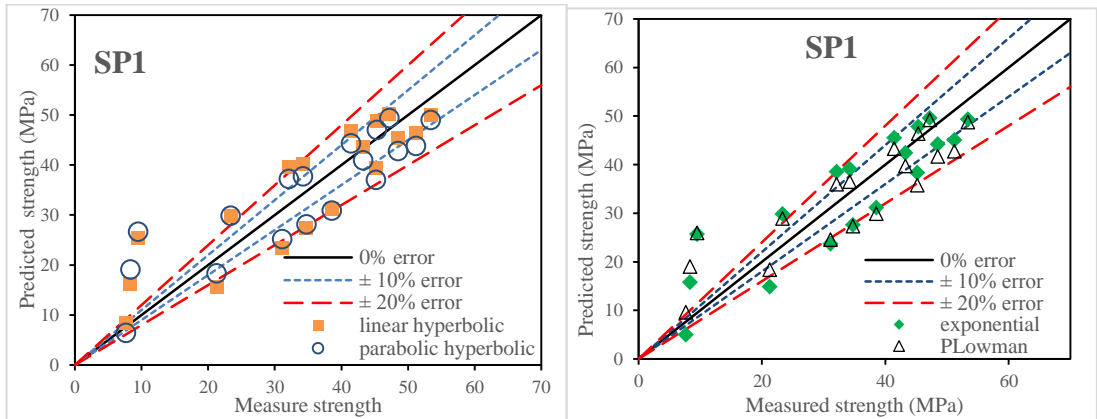 SP1
Predicted strength (MPa)
70
60
50
40
30
20
10
0
0% error
± 10% error
± 20% error
linear hyperbolic
parabolic hyperbolic
0 10 20 30 40 50 60 70
Measure strength
SP1
Predicted strength (MPa)
70
60
50
40
30
20
10
0
0% error
± 10% error
± 20% error
exponential
PLowman
0 20 40 60
Measured strength (MPa)